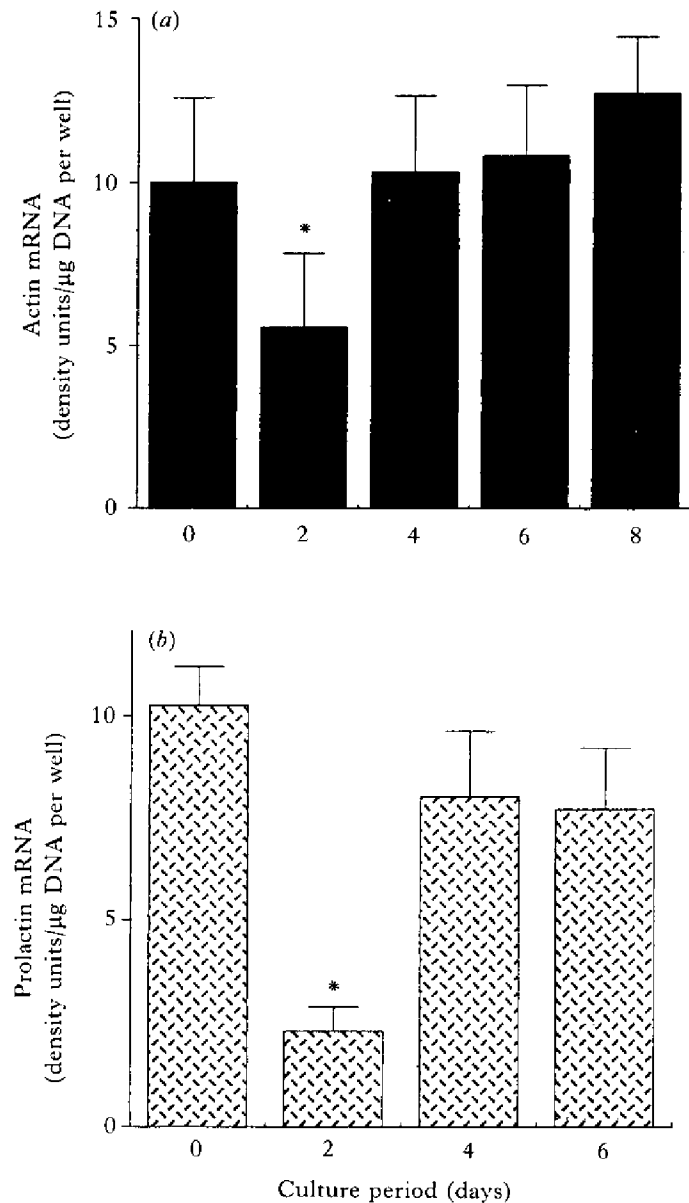 (a)
Actin mRNA
(density units/µg DNA per well)
15
10
5
0
*
0 2 4 6 8
(b)
Prolactin mRNA
(density units/µg DNA per well)
10
5
0
*
0 2 4 6
Culture period (days)